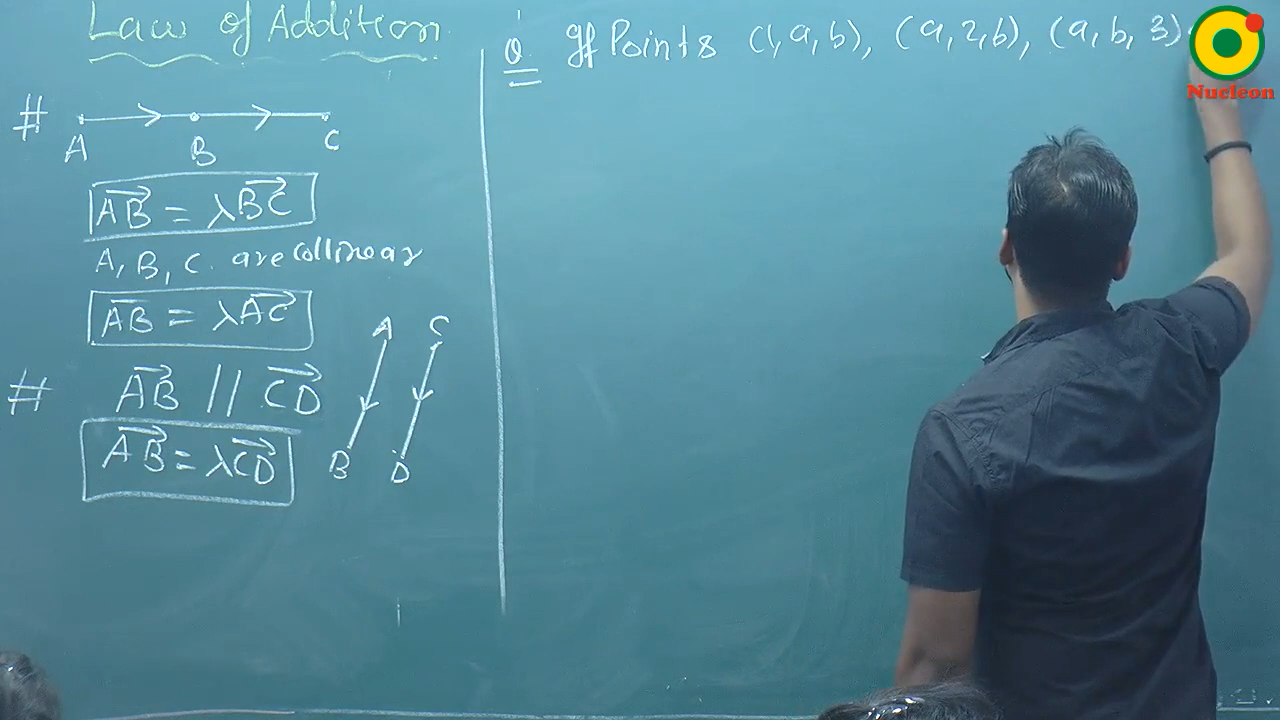 Law of Addition
# A B C
AB = λBC
A, B, C are collinear
AB = λAC
# AB // CD
AB = λCD
A C
B D
Q. If Points (1, a, b), (a, 2, b), (a, b, 3)
Nucleon